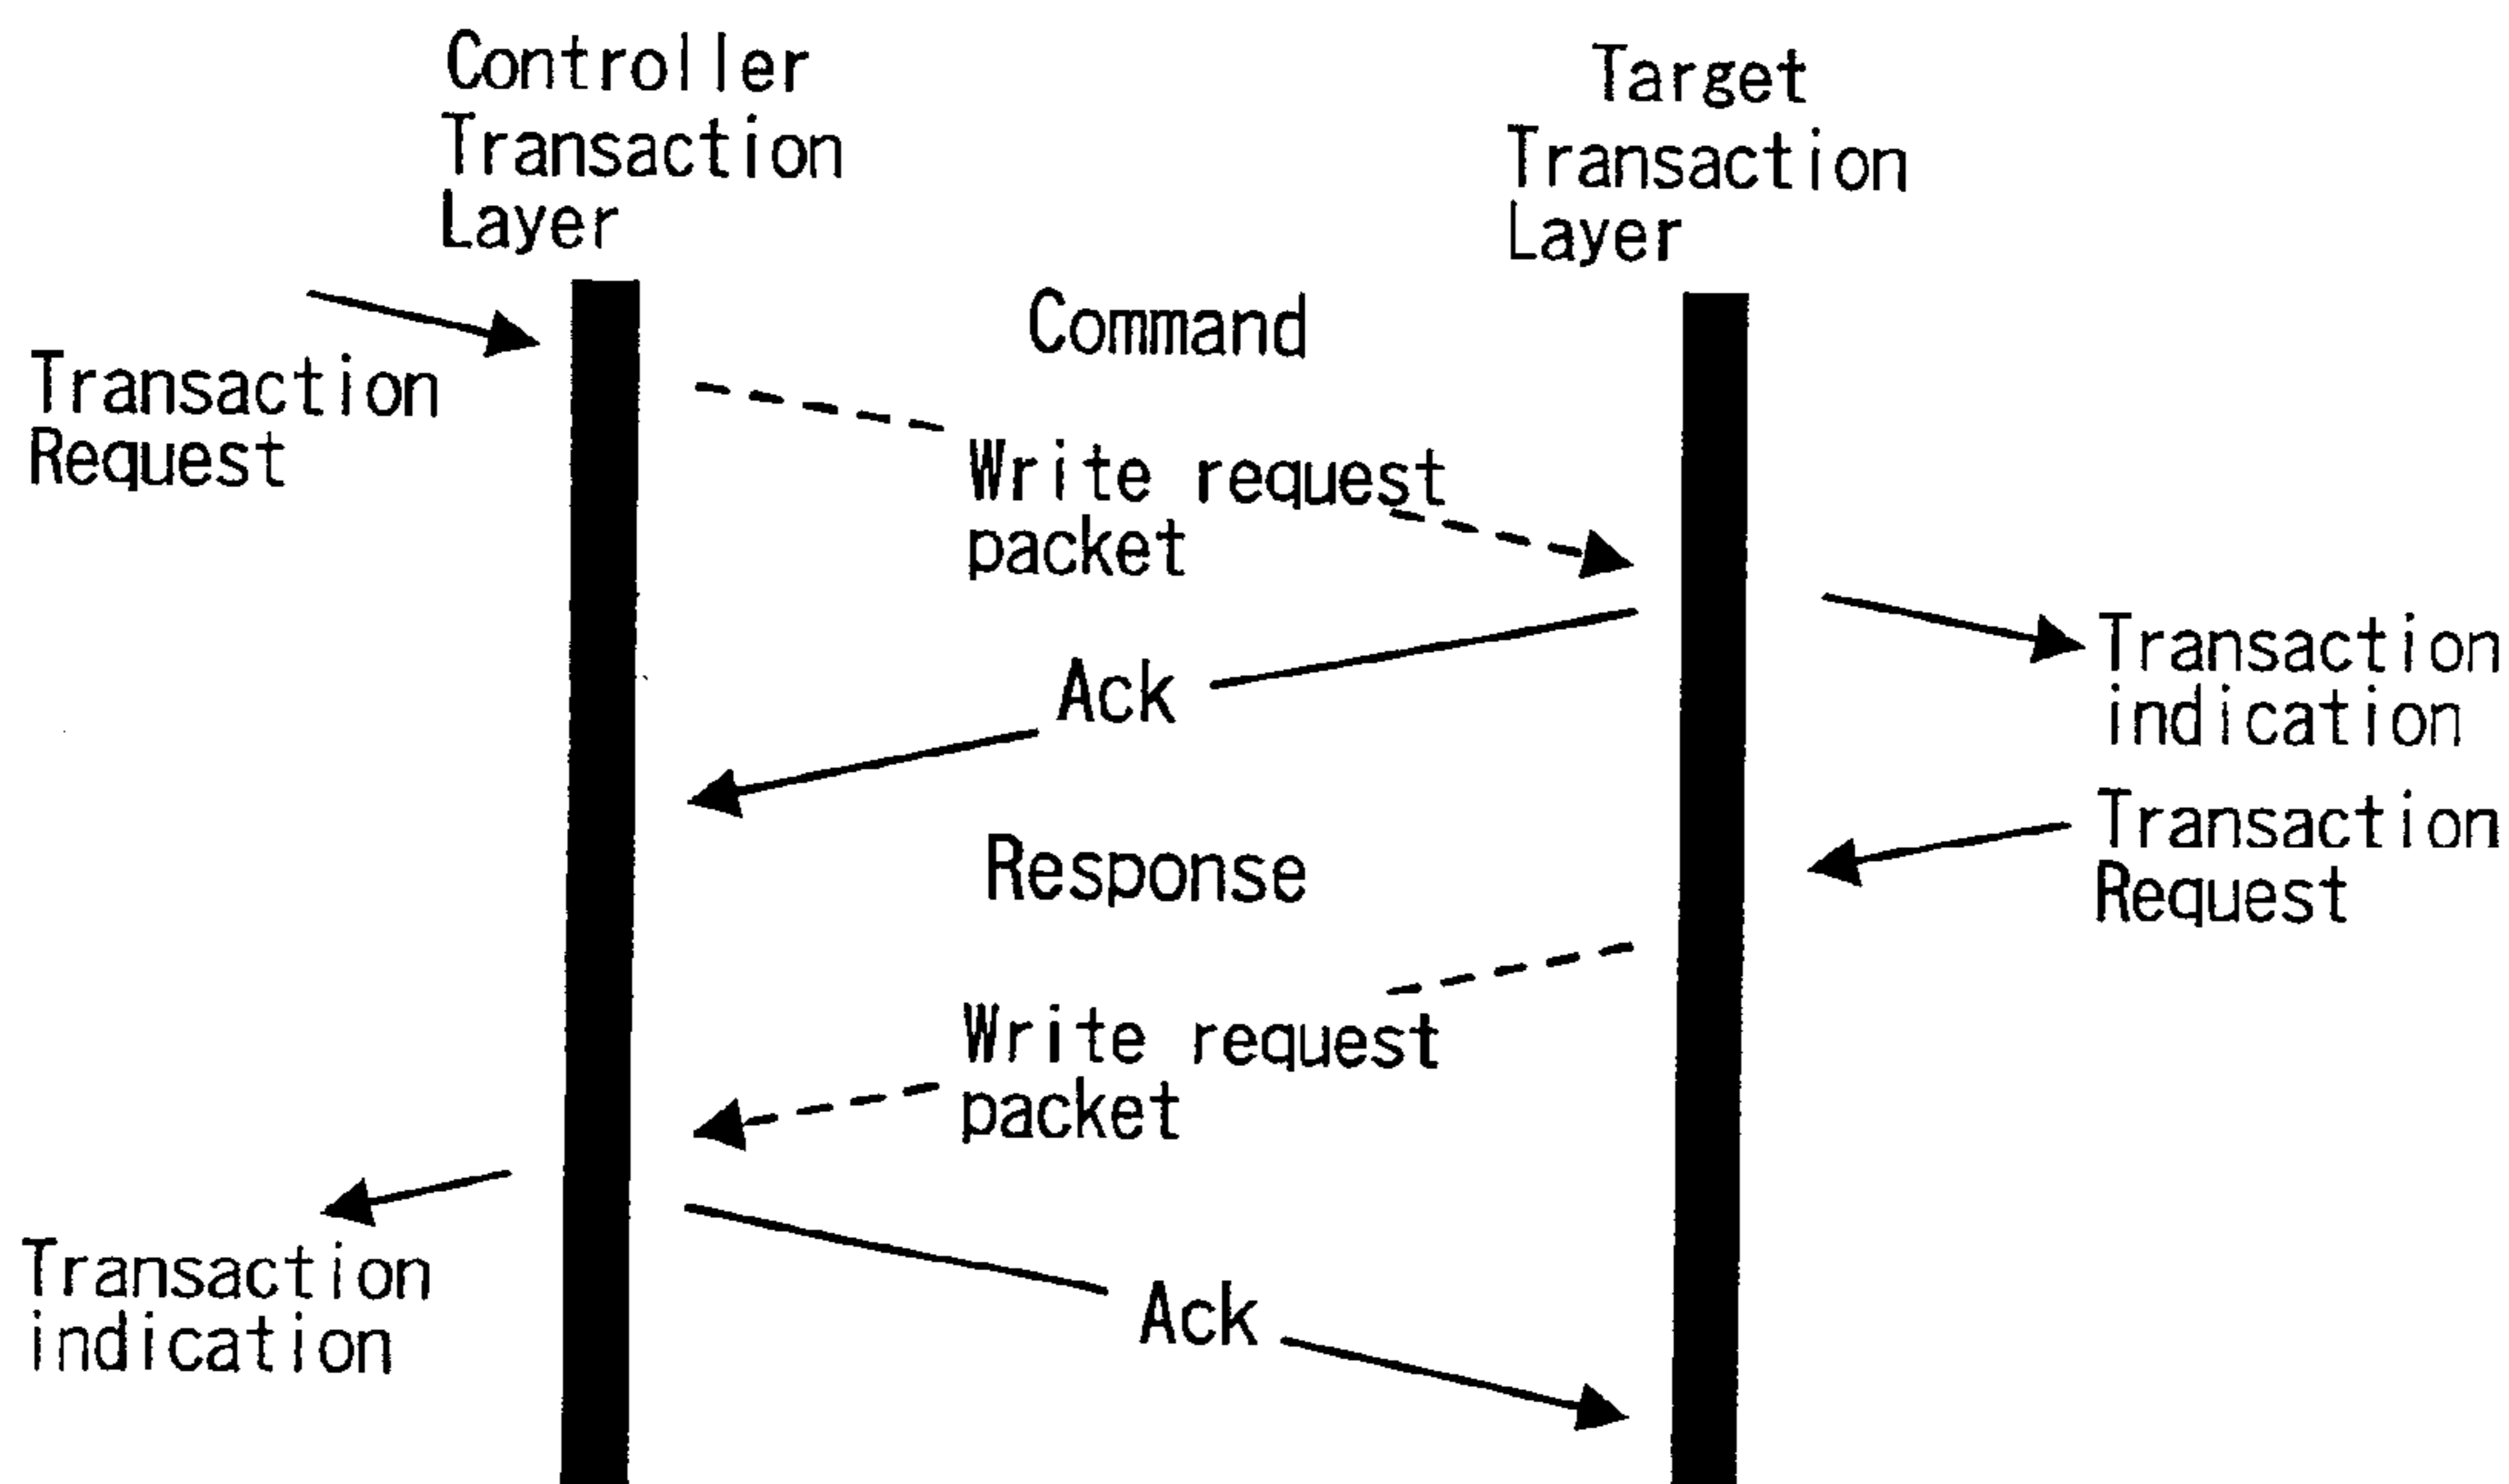 Controller
Transaction
Layer
Target
Transaction
Layer
Command
Transaction
Request
Write request
packet
Transaction
indication
Ack
Transaction
Request
Response
Write request
packet
Transaction
indication
Ack